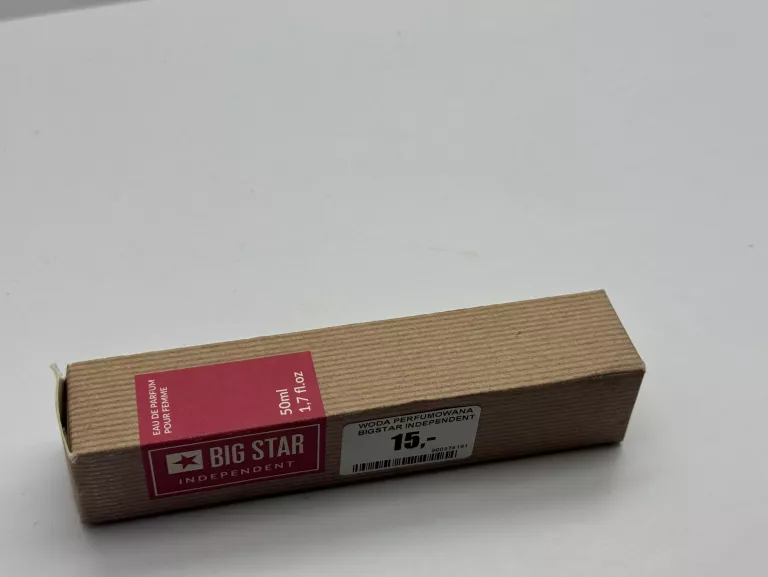 EAU DE PARFUM
POUR FEMME
50ml
1,7 fl.oz
BIG STAR
INDEPENDENT
WODA PERFUMOWANA
BIGSTAR INDEPENDENT
15,-